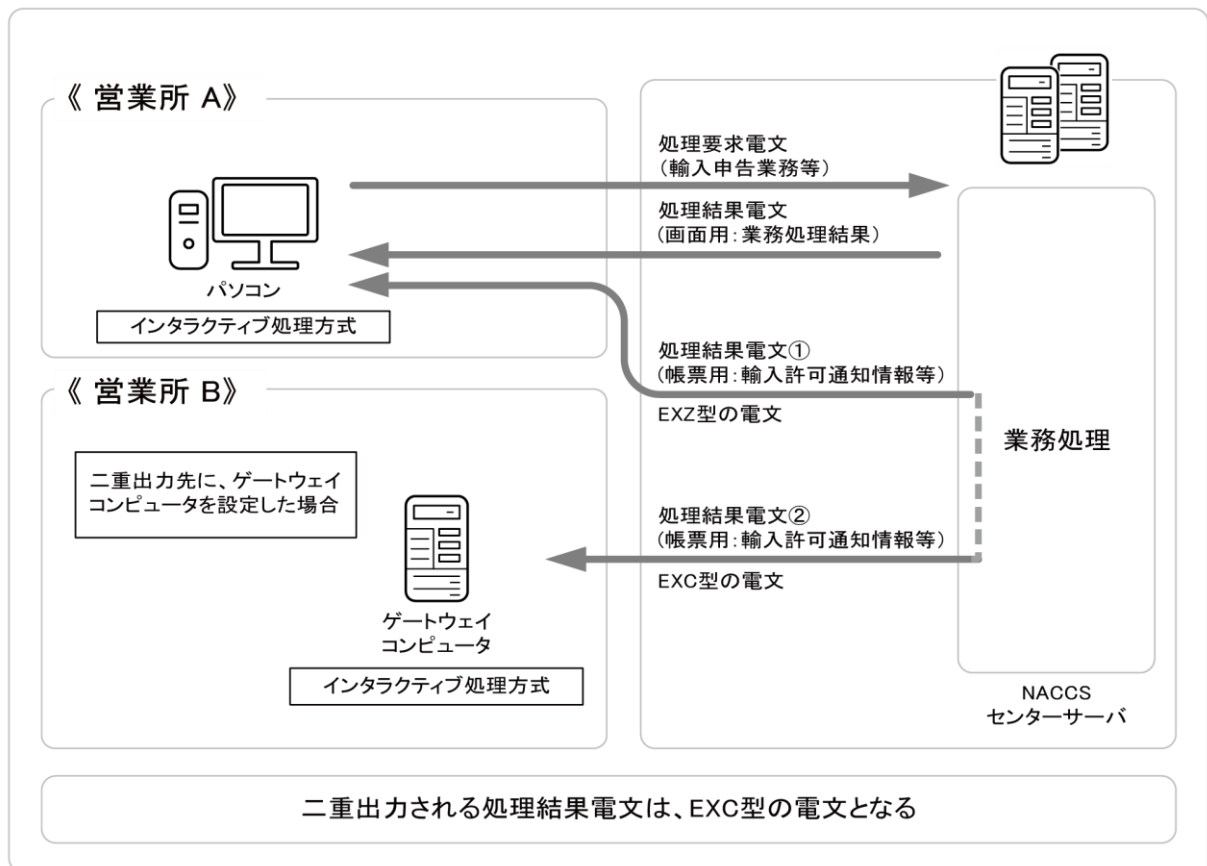 《 営業所 A》
パソコン
インタラクティブ処理方式
処理要求電文
(輸入申告業務等)
処理結果電文
(画面用:業務処理結果)
処理結果電文①
(帳票用:輸入許可通知情報等)
EXZ型の電文
《 営業所 B》
二重出力先に、ゲートウェイ
コンピュータを設定した場合
ゲートウェイ
コンピュータ
インタラクティブ処理方式
処理結果電文②
(帳票用:輸入許可通知情報等)
EXC型の電文
業務処理
NACCS
センターサーバ
二重出力される処理結果電文は、EXC型の電文となる